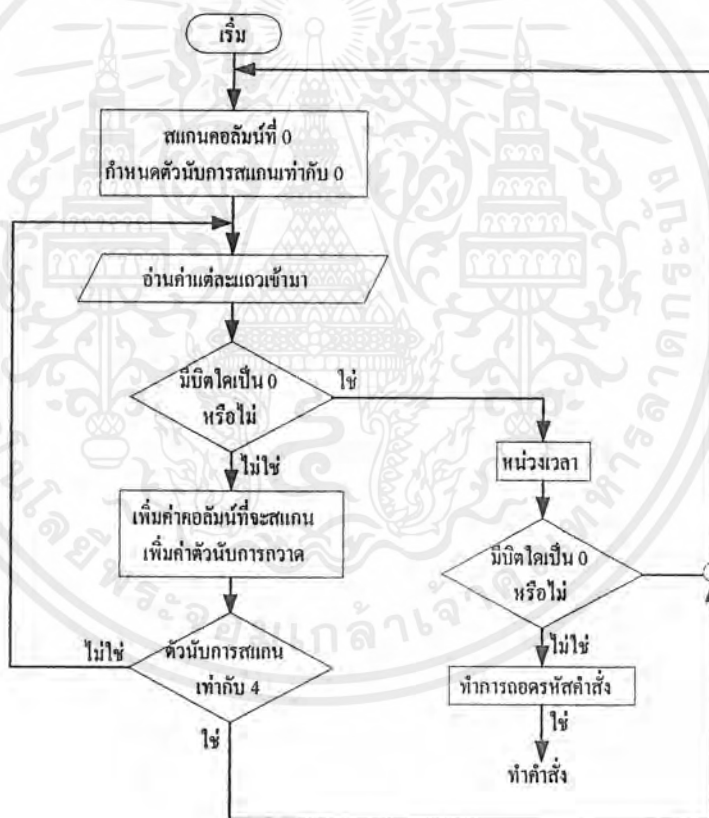 เริ่ม
สแกนคอลัมน์ที่ 0
กำหนดตัวนับการสแกนเท่ากับ 0
อ่านค่าแต่ละแถวเข้ามา
มีบิตใดเป็น 0
หรือไม่
ใช่
ไม่ใช่
หน่วงเวลา
เพิ่มค่าคอลัมน์ที่จะสแกน
เพิ่มค่าตัวนับการกวาด
มีบิตใดเป็น 0
หรือไม่
ไม่ใช่
ไม่ใช่
ตัวนับการสแกน
เท่ากับ 4
ใช่
ทำการถอดรหัสคำสั่ง
ใช่
ทำคำสั่ง